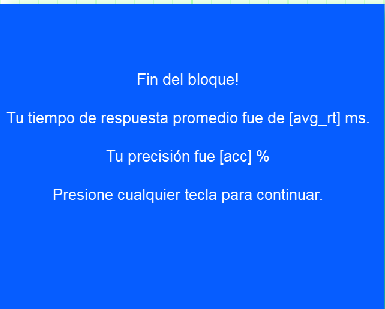 Fin del bloque!
Tu tiempo de respuesta promedio fue de [avg_rt] ms.
Tu precisión fue [acc] %
Presione cualquier tecla para continuar.